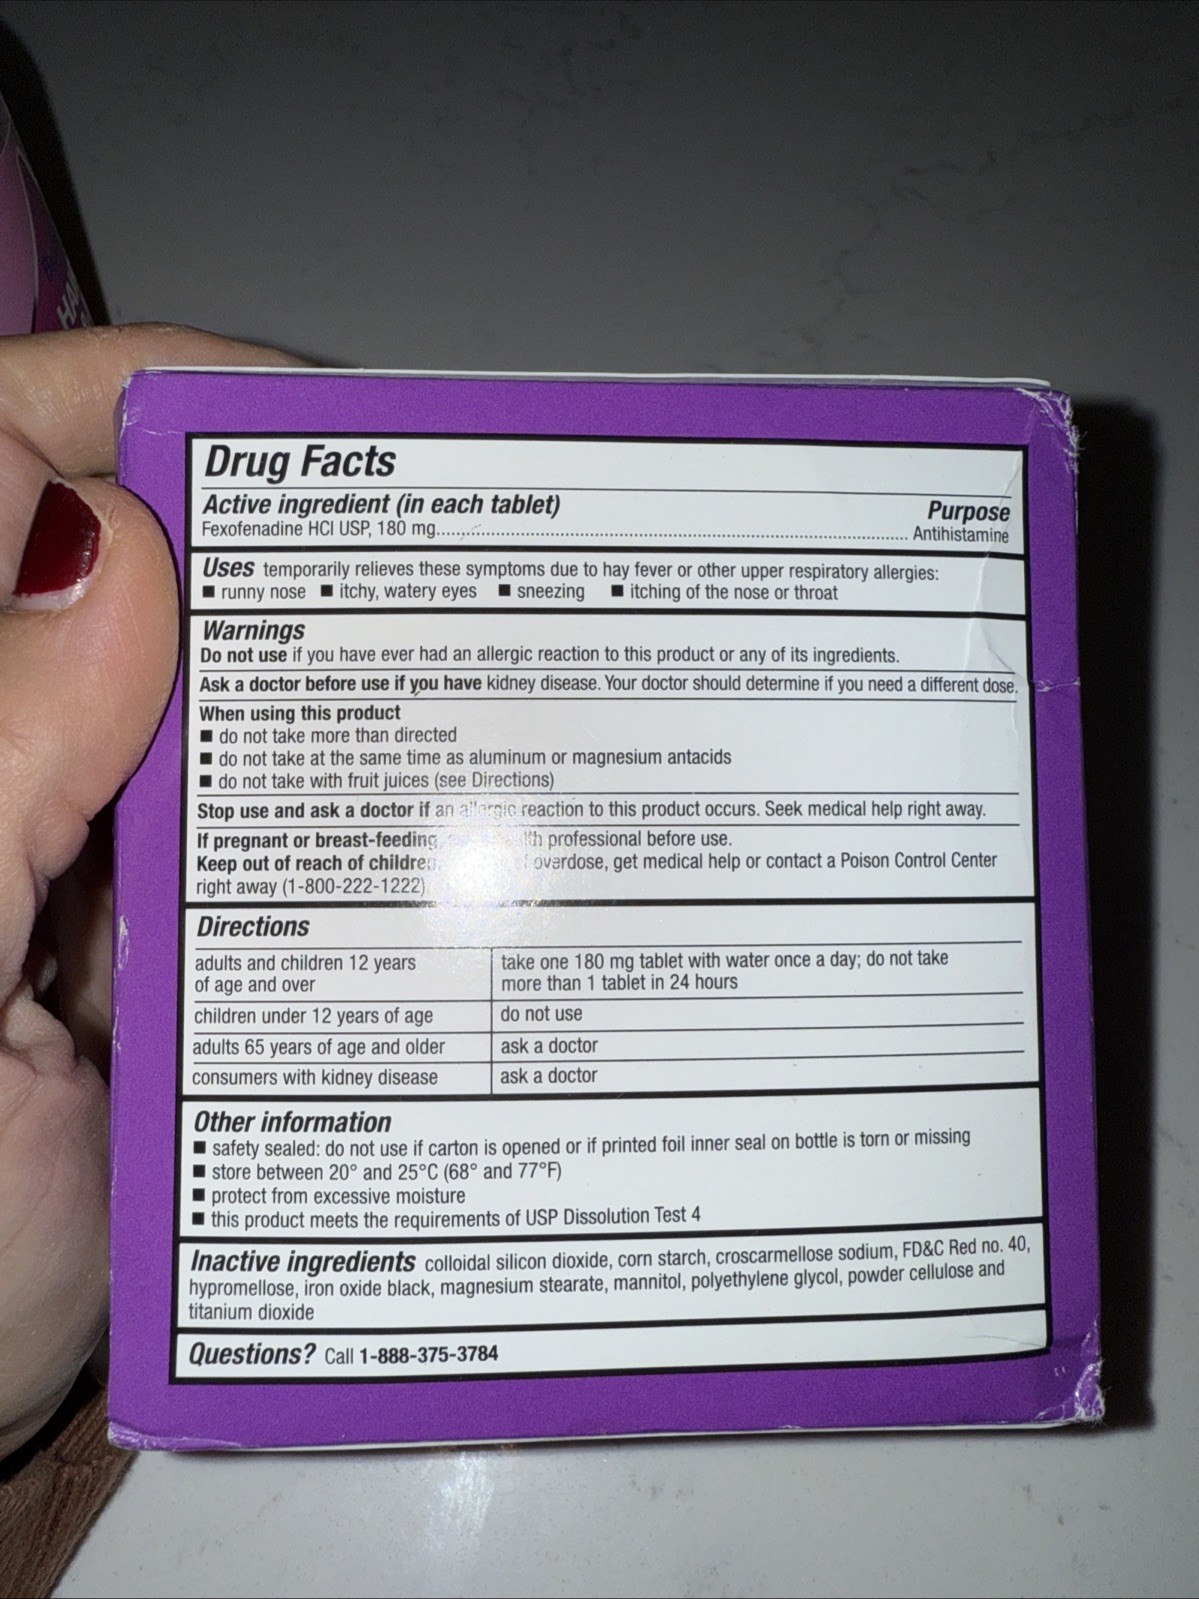 HA
Drug Facts
Active ingredient (in each tablet) Purpose
Fexofenadine HCl USP, 180 mg.......................................................................................... Antihistamine
Uses temporarily relieves these symptoms due to hay fever or other upper respiratory allergies:
■ runny nose ■ itchy, watery eyes ■ sneezing ■ itching of the nose or throat
Warnings
Do not use if you have ever had an allergic reaction to this product or any of its ingredients.
Ask a doctor before use if you have kidney disease. Your doctor should determine if you need a different dose.
When using this product
■ do not take more than directed
■ do not take at the same time as aluminum or magnesium antacids
■ do not take with fruit juices (see Directions)
Stop use and ask a doctor if an allergic reaction to this product occurs. Seek medical help right away.
If pregnant or breast-feeding, professional before use.
Keep out of reach of children. overdose, get medical help or contact a Poison Control Center
right away (1-800-222-1222)
Directions
adults and children 12 years take one 180 mg tablet with water once a day; do not take
of age and over more than 1 tablet in 24 hours
children under 12 years of age do not use
adults 65 years of age and older ask a doctor
consumers with kidney disease ask a doctor
Other information
■ safety sealed: do not use if carton is opened or if printed foil inner seal on bottle is torn or missing
■ store between 20° and 25°C (68° and 77°F)
■ protect from excessive moisture
■ this product meets the requirements of USP Dissolution Test 4
Inactive ingredients colloidal silicon dioxide, corn starch, croscarmellose sodium, FD&C Red no. 40,
hypromellose, iron oxide black, magnesium stearate, mannitol, polyethylene glycol, powder cellulose and
titanium dioxide
Questions? Call 1-888-375-3784